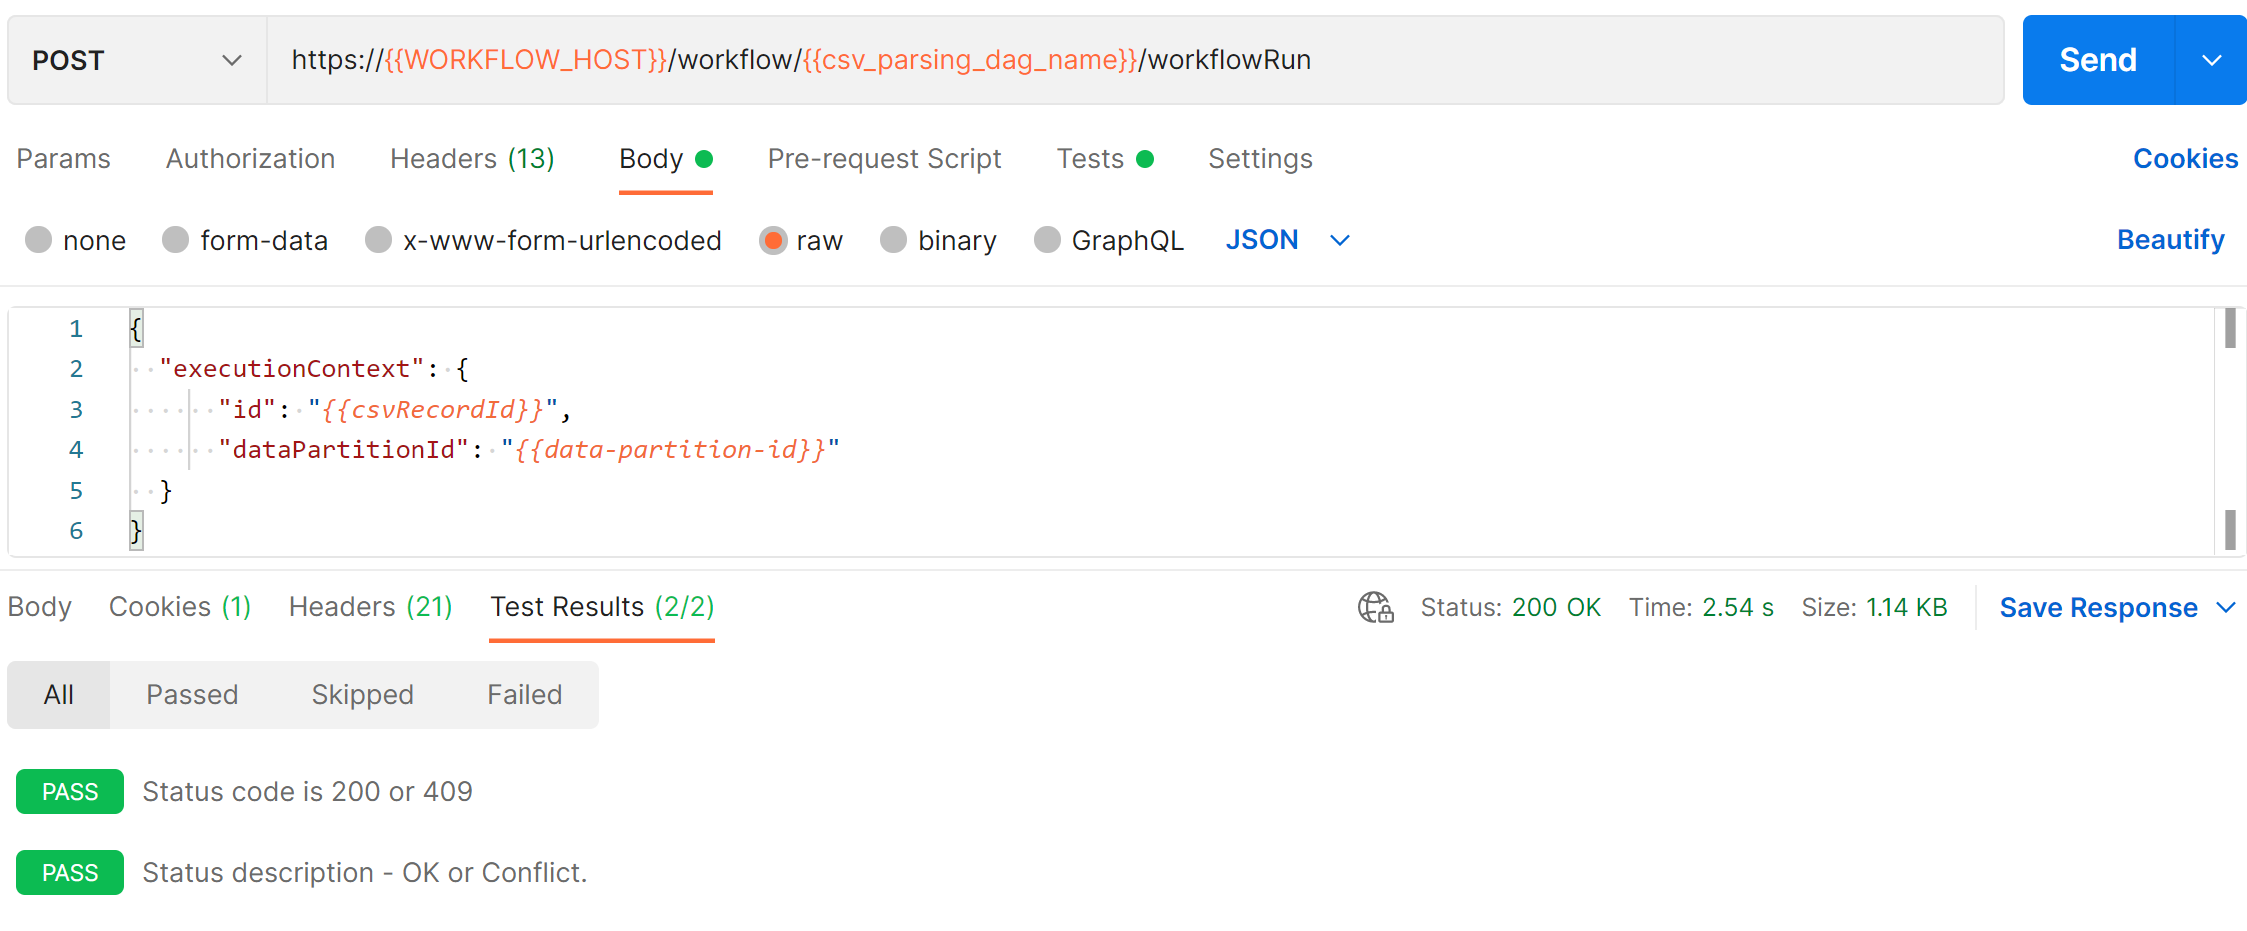 POST https://{{WORKFLOW_HOST}}/workflow/{{csv_parsing_dag_name}}/workflowRun Send
Params Authorization Headers (13) Body Pre-request Script Tests Settings Cookies
none form-data x-www-form-urlencoded raw binary GraphQL JSON Beautify
1 {
2 "executionContext": {
3 "id": "{{csvRecordId}}",
4 "dataPartitionId": "{{data-partition-id}}"
5 }
6 }
Body Cookies (1) Headers (21) Test Results (2/2) Status: 200 OK Time: 2.54 s Size: 1.14 KB Save Response
All Passed Skipped Failed
PASS Status code is 200 or 409
PASS Status description - OK or Conflict.